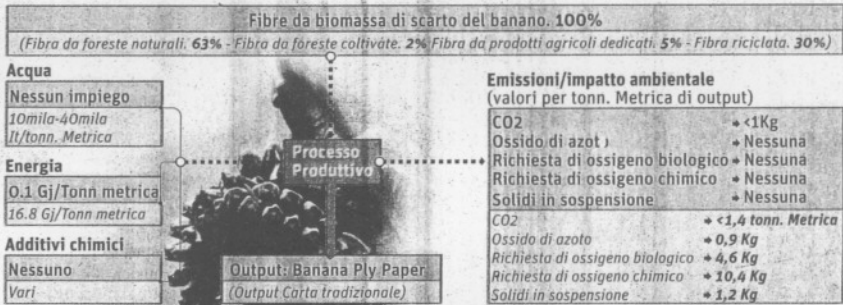 Fibre da biomassa di scarto del banano. 100%
(Fibra da foreste naturali. 63% - Fibra da foreste coltivate. 2% Fibra da prodotti agricoli dedicati. 5% - Fibra riciclata. 30%)
Acqua
Nessun impiego
10mila-40mila
lt/tonn. Metrica
Energia
0.1 Gj/Tonn metrica
16.8 Gj/Tonn metrica
Additivi chimici
Nessuno
Vari
Processo
Produttivo
Output: Banana Ply Paper
(Output Carta tradizionale)
Emissioni/impatto ambientale
(valori per tonn. Metrica di output)
CO2 → <1Kg
Ossido di azoto → Nessuna
Richiesta di ossigeno biologico → Nessuna
Richiesta di ossigeno chimico → Nessuna
Solidi in sospensione → Nessuna
CO2 → <1,4 tonn. Metrica
Ossido di azoto → 0,9 Kg
Richiesta di ossigeno biologico → 4,6 Kg
Richiesta di ossigeno chimico → 10,4 Kg
Solidi in sospensione → 1,2 Kg